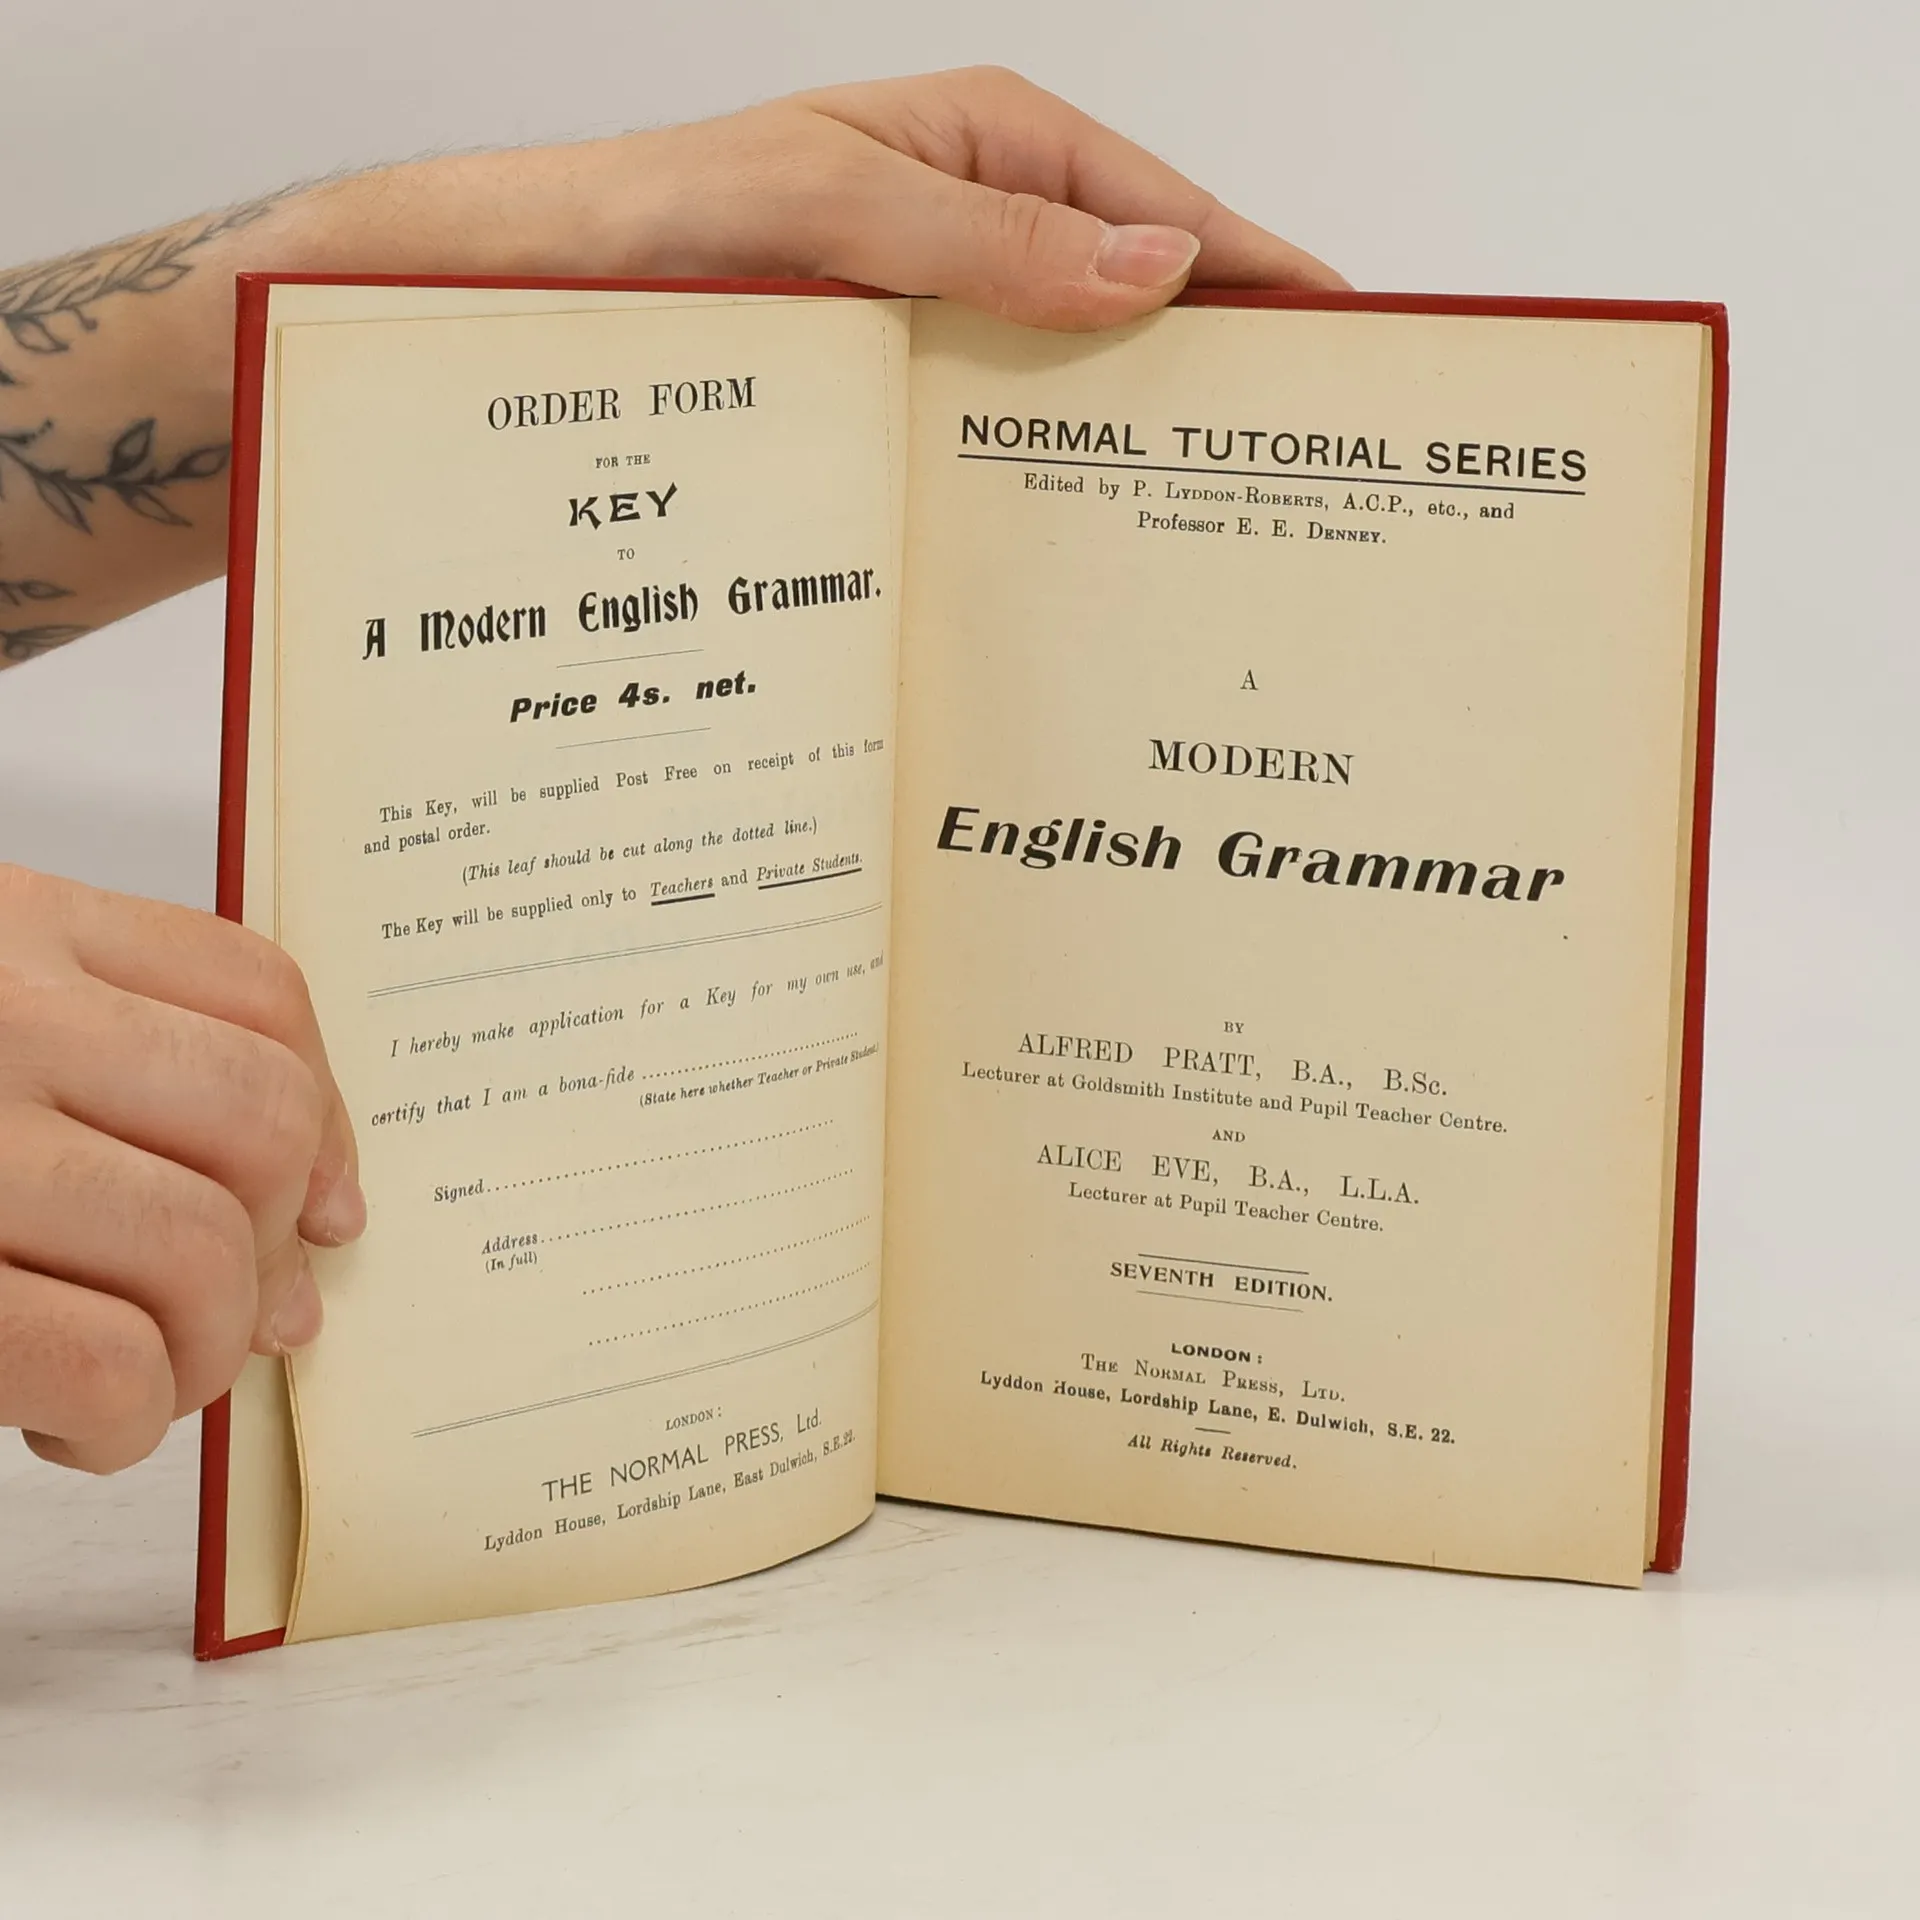 ORDER FORM
FOR THE
KEY
TO
A Modern English Grammar.
Price 4s. net.
This Key, will be supplied Post Free on receipt of this form
and postal order.
(This leaf should be cut along the dotted line.)
The Key will be supplied only to Teachers and Private Students.
I hereby make application for a Key for my own use, and
certify that I am a bona-fide ........................................
(State here whether Teacher or Private Student.)
Signed........................................
Address........................................
(In full)
........................................
........................................
LONDON:
THE NORMAL PRESS, Ltd.
Lyddon House, Lordship Lane, East Dulwich, S.E.22.
NORMAL TUTORIAL SERIES
Edited by P. LYDDON-ROBERTS, A.C.P., etc., and
Professor E. E. DENNEY.
A
MODERN
English Grammar
BY
ALFRED PRATT, B.A., B.Sc.
Lecturer at Goldsmith Institute and Pupil Teacher Centre.
AND
ALICE EVE, B.A., L.L.A.
Lecturer at Pupil Teacher Centre.
SEVENTH EDITION.
LONDON:
THE NORMAL PRESS, LTD.
Lyddon House, Lordship Lane, E. Dulwich, S.E. 22.
All Rights Reserved.